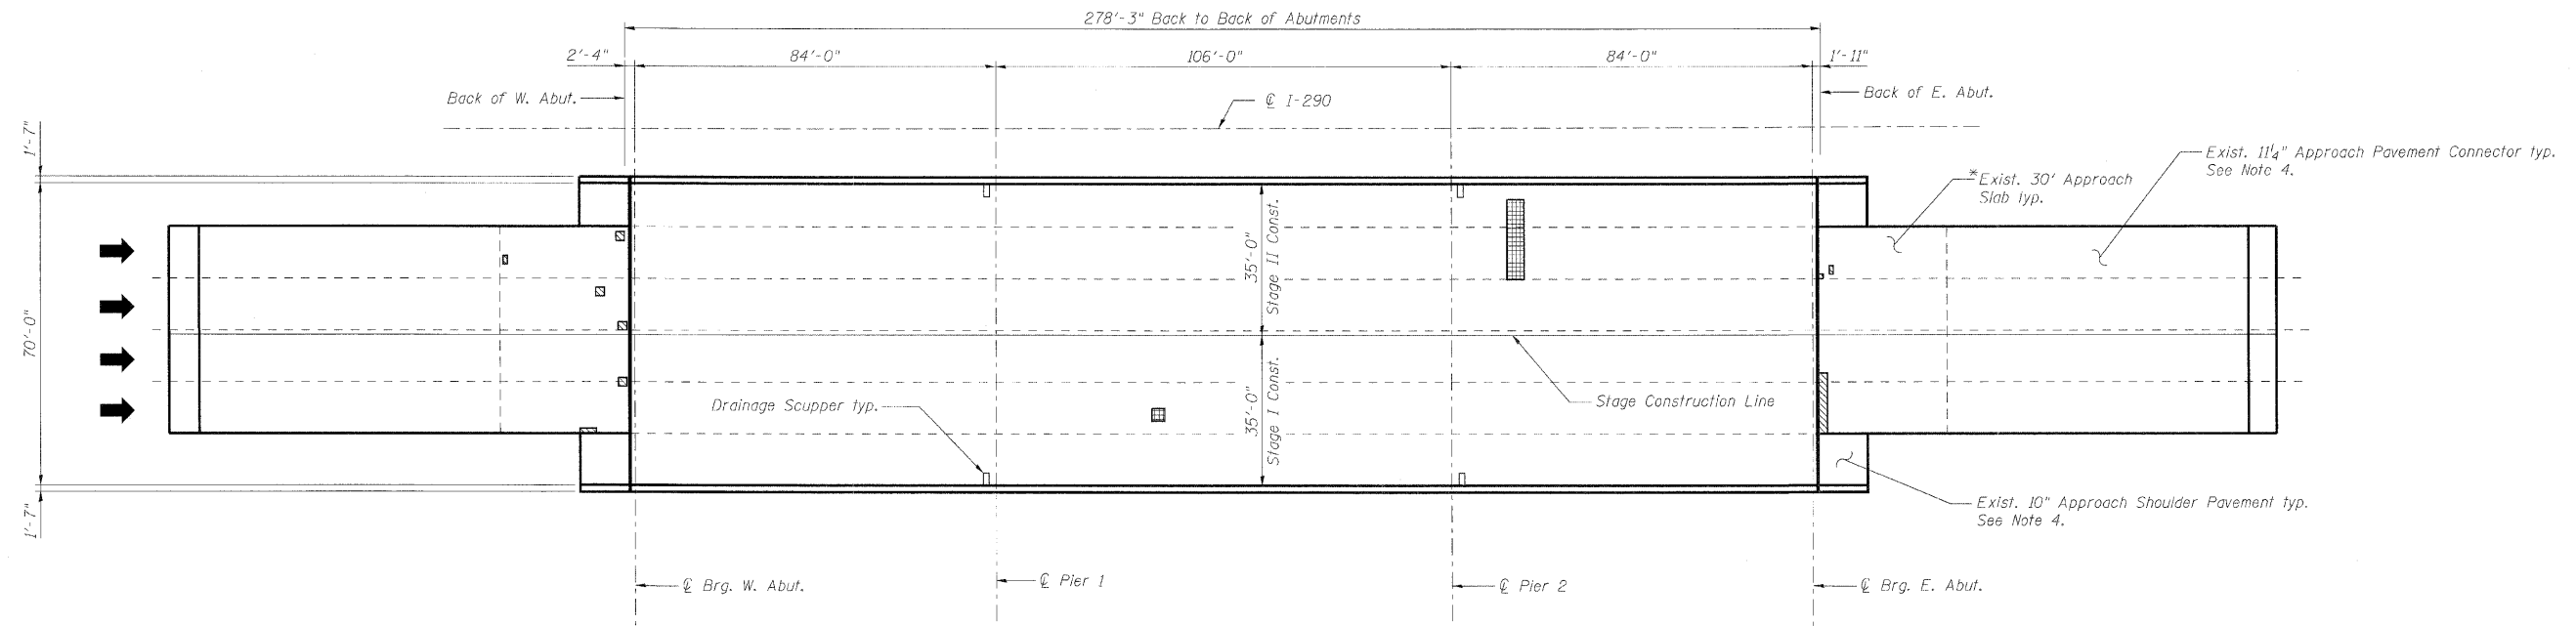 278'-3" Back to Back of Abutments
2'-4"
84'-0"
106'-0"
84'-0"
1'-11"
Back of W. Abut.
℄ I-290
Back of E. Abut.
1'-7"
Exist. 11¼" Approach Pavement Connector typ.
See Note 4.
*Exist. 30' Approach
Slab typ.
35'-0"
Stage II Const.
70'-0"
35'-0"
Stage I Const.
Drainage Scupper typ.
Stage Construction Line
1'-7"
Exist. 10" Approach Shoulder Pavement typ.
See Note 4.
℄ Brg. W. Abut.
℄ Pier 1
℄ Pier 2
℄ Brg. E. Abut.